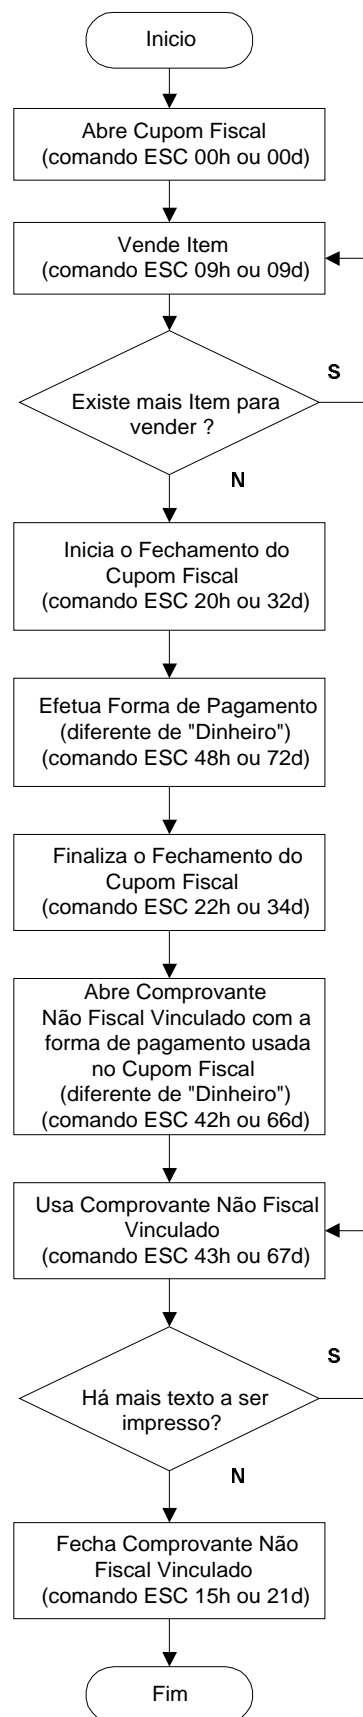 Inicio
Abre Cupom Fiscal
(comando ESC 00h ou 00d)
Vende Item
(comando ESC 09h ou 09d)
S
Existe mais Item para
vender ?
N
Inicia o Fechamento do
Cupom Fiscal
(comando ESC 20h ou 32d)
Efetua Forma de Pagamento
(diferente de "Dinheiro")
(comando ESC 48h ou 72d)
Finaliza o Fechamento do
Cupom Fiscal
(comando ESC 22h ou 34d)
Abre Comprovante
Não Fiscal Vinculado com a
forma de pagamento usada
no Cupom Fiscal
(diferente de "Dinheiro")
(comando ESC 42h ou 66d)
Usa Comprovante Não Fiscal
Vinculado
(comando ESC 43h ou 67d)
S
Há mais texto a ser
impresso?
N
Fecha Comprovante Não
Fiscal Vinculado
(comando ESC 15h ou 21d)
Fim